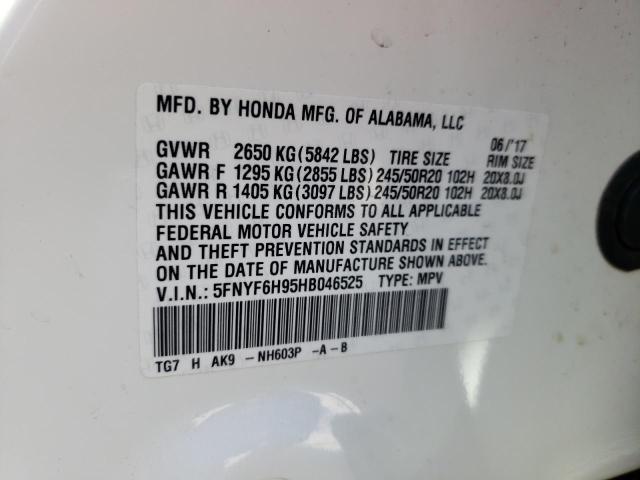 MFD. BY HONDA MFG. OF ALABAMA, LLC
06/'17
GVWR 2650 KG(5842 LBS) TIRE SIZE RIM SIZE
GAWR F 1295 KG(2855 LBS)245/50R20 102H 20X8.0J
GAWR R 1405 KG(3097 LBS)245/50R20 102H 20X8.0J
THIS VEHICLE CONFORMS TO ALL APPLICABLE
FEDERAL MOTOR VEHICLE SAFETY
AND THEFT PREVENTION STANDARDS IN EFFECT
ON THE DATE OF MANUFACTURE SHOWN ABOVE.
V.I.N.: 5FNYF6H95HB046525 TYPE: MPV
TG7 H AK9 -NH603P -A-B